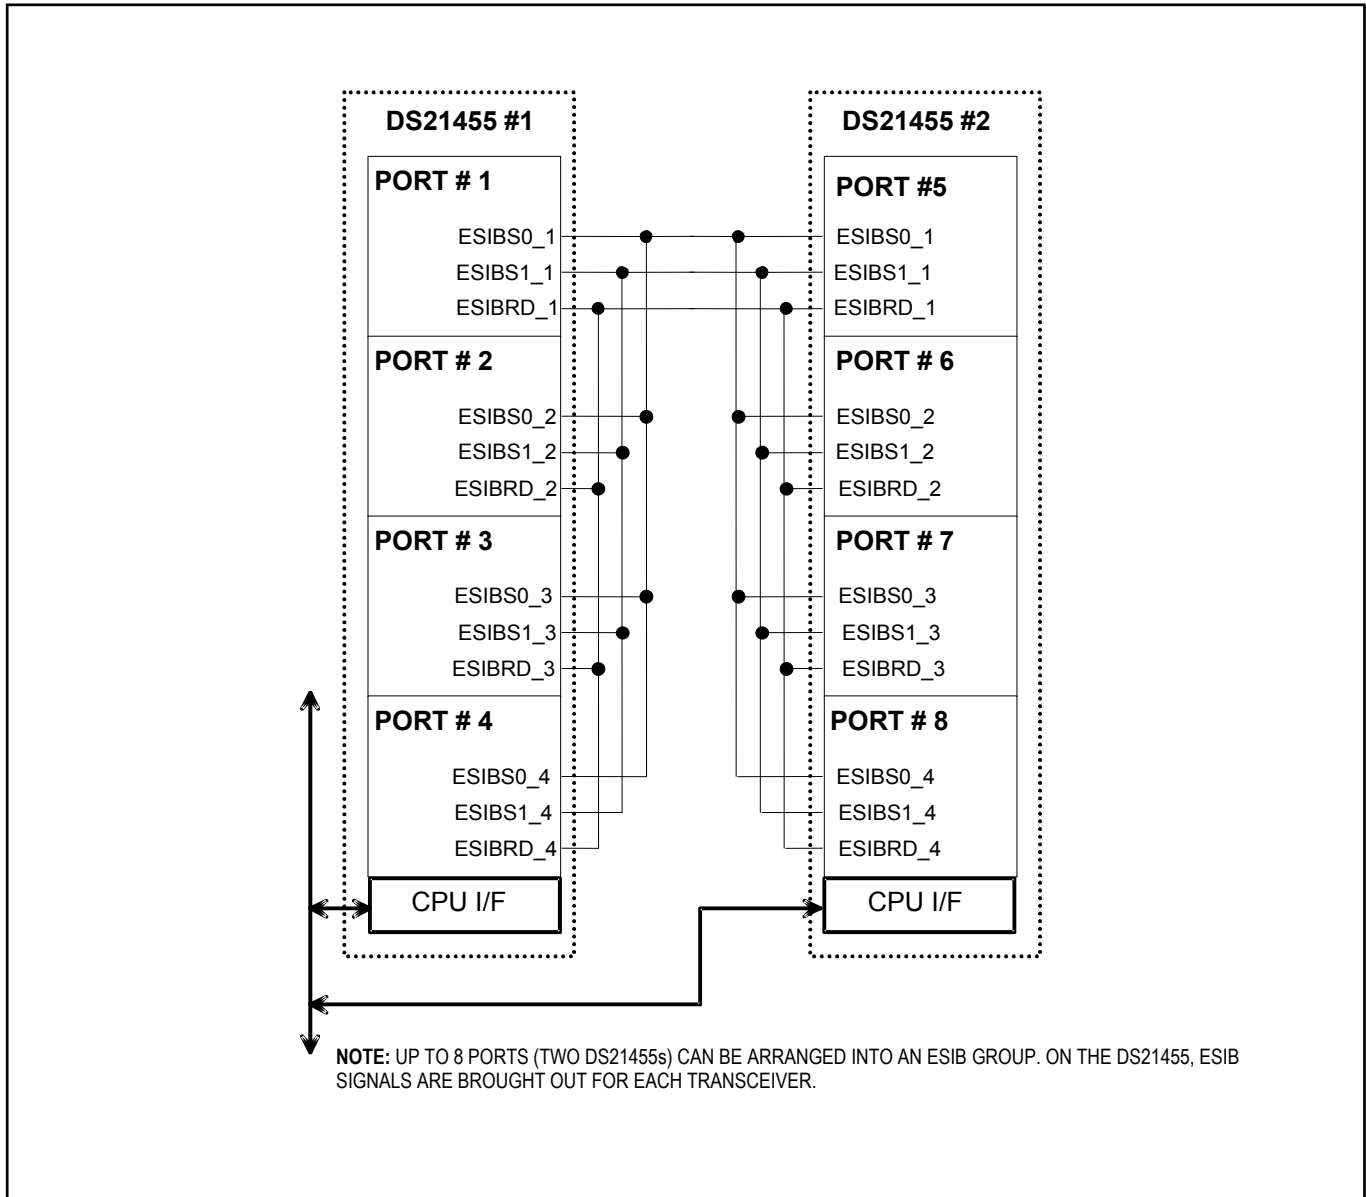 DS21455 #1
PORT # 1
ESIBS0_1
ESIBS1_1
ESIBRD_1
PORT # 2
ESIBS0_2
ESIBS1_2
ESIBRD_2
PORT # 3
ESIBS0_3
ESIBS1_3
ESIBRD_3
PORT # 4
ESIBS0_4
ESIBS1_4
ESIBRD_4
CPU I/F
DS21455 #2
PORT #5
ESIBS0_1
ESIBS1_1
ESIBRD_1
PORT # 6
ESIBS0_2
ESIBS1_2
ESIBRD_2
PORT # 7
ESIBS0_3
ESIBS1_3
ESIBRD_3
PORT # 8
ESIBS0_4
ESIBS1_4
ESIBRD_4
CPU I/F
NOTE: UP TO 8 PORTS (TWO DS21455s) CAN BE ARRANGED INTO AN ESIB GROUP. ON THE DS21455, ESIB
SIGNALS ARE BROUGHT OUT FOR EACH TRANSCEIVER.